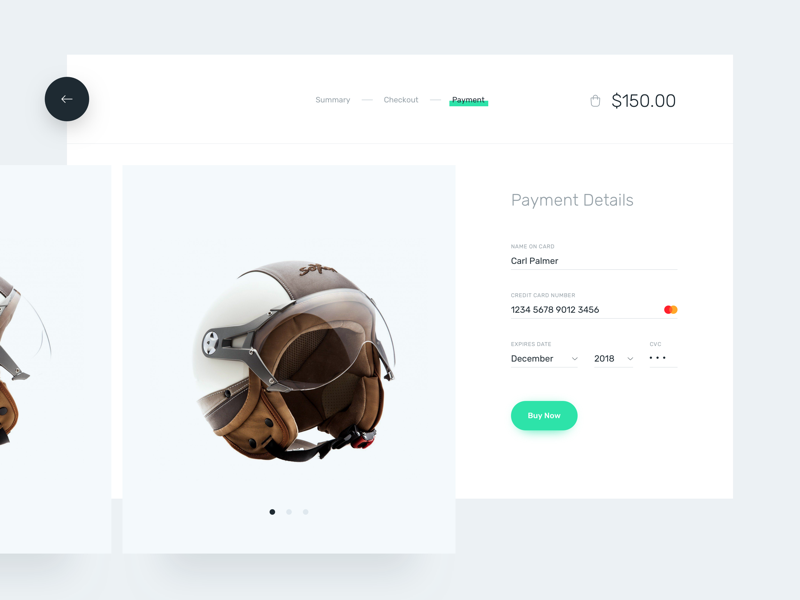 Summary
Checkout
Payment
$150.00
Payment Details
NAME ON CARD
Carl Palmer
CREDIT CARD NUMBER
1234 5678 9012 3456
EXPIRES DATE
CVC
December
2018
Buy Now